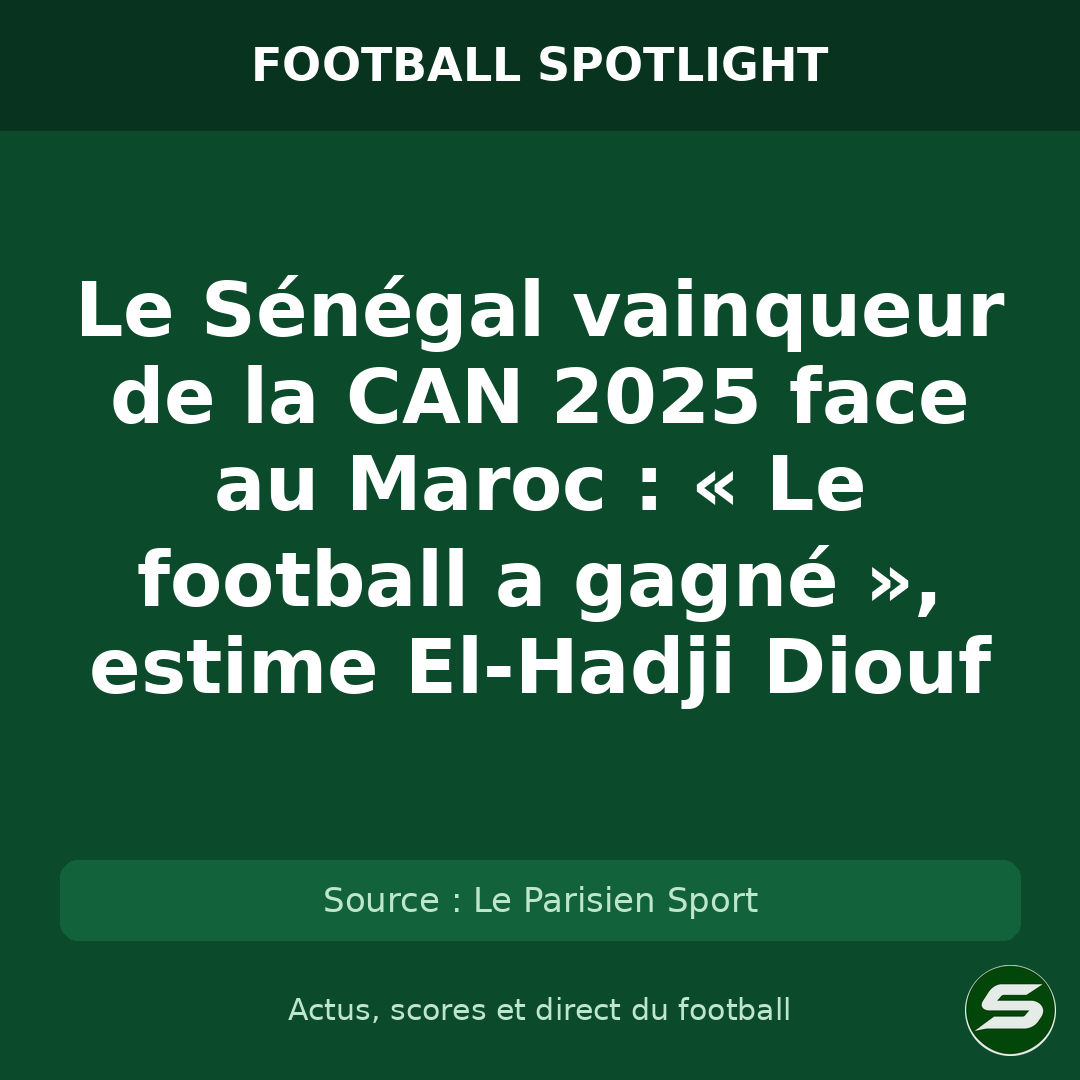 FOOTBALL SPOTLIGHT
Le Sénégal vainqueur
de la CAN 2025 face
au Maroc : « Le
football a gagné »,
estime El-Hadji Diouf
Source : Le Parisien Sport
Actus, scores et direct du football
S